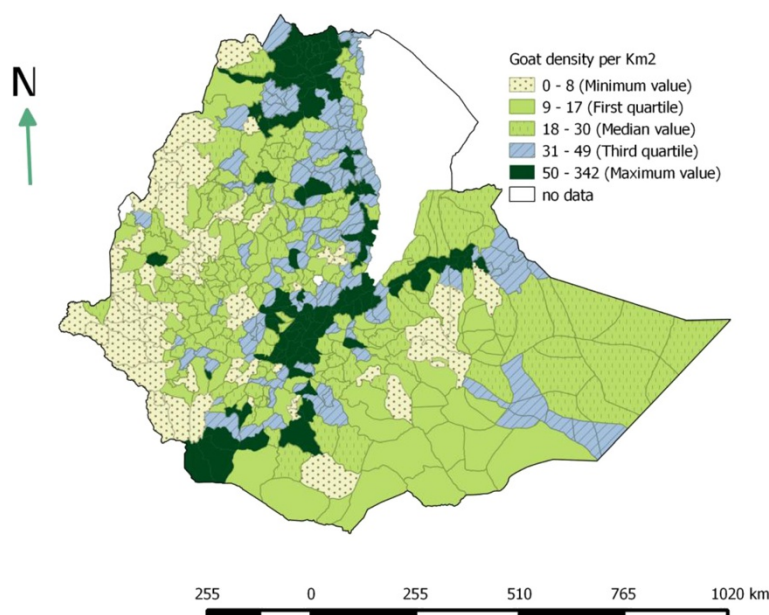 N
Goat density per Km2
0 - 8 (Minimum value)
9 - 17 (First quartile)
18 - 30 (Median value)
31 - 49 (Third quartile)
50 - 342 (Maximum value)
no data
255 0 255 510 765 1020 km